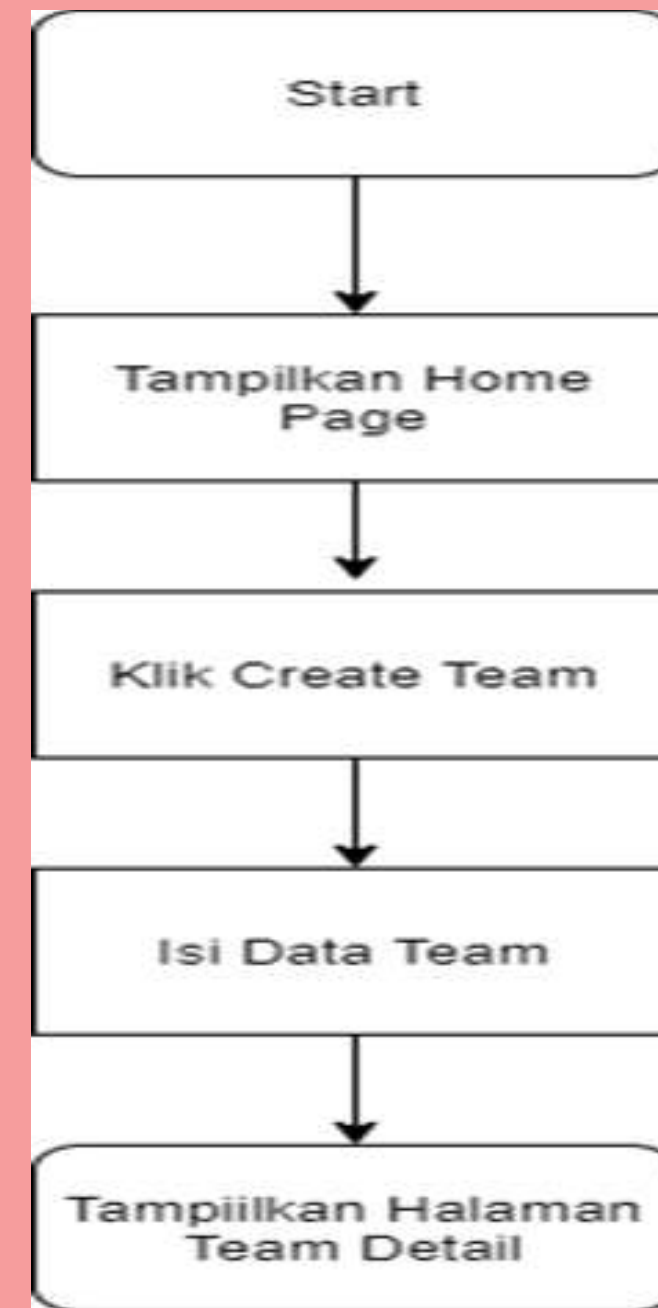 Start
Tampilkan Home
Page
Klik Create Team
Isi Data Team
Tampiilkan Halaman
Team Detail